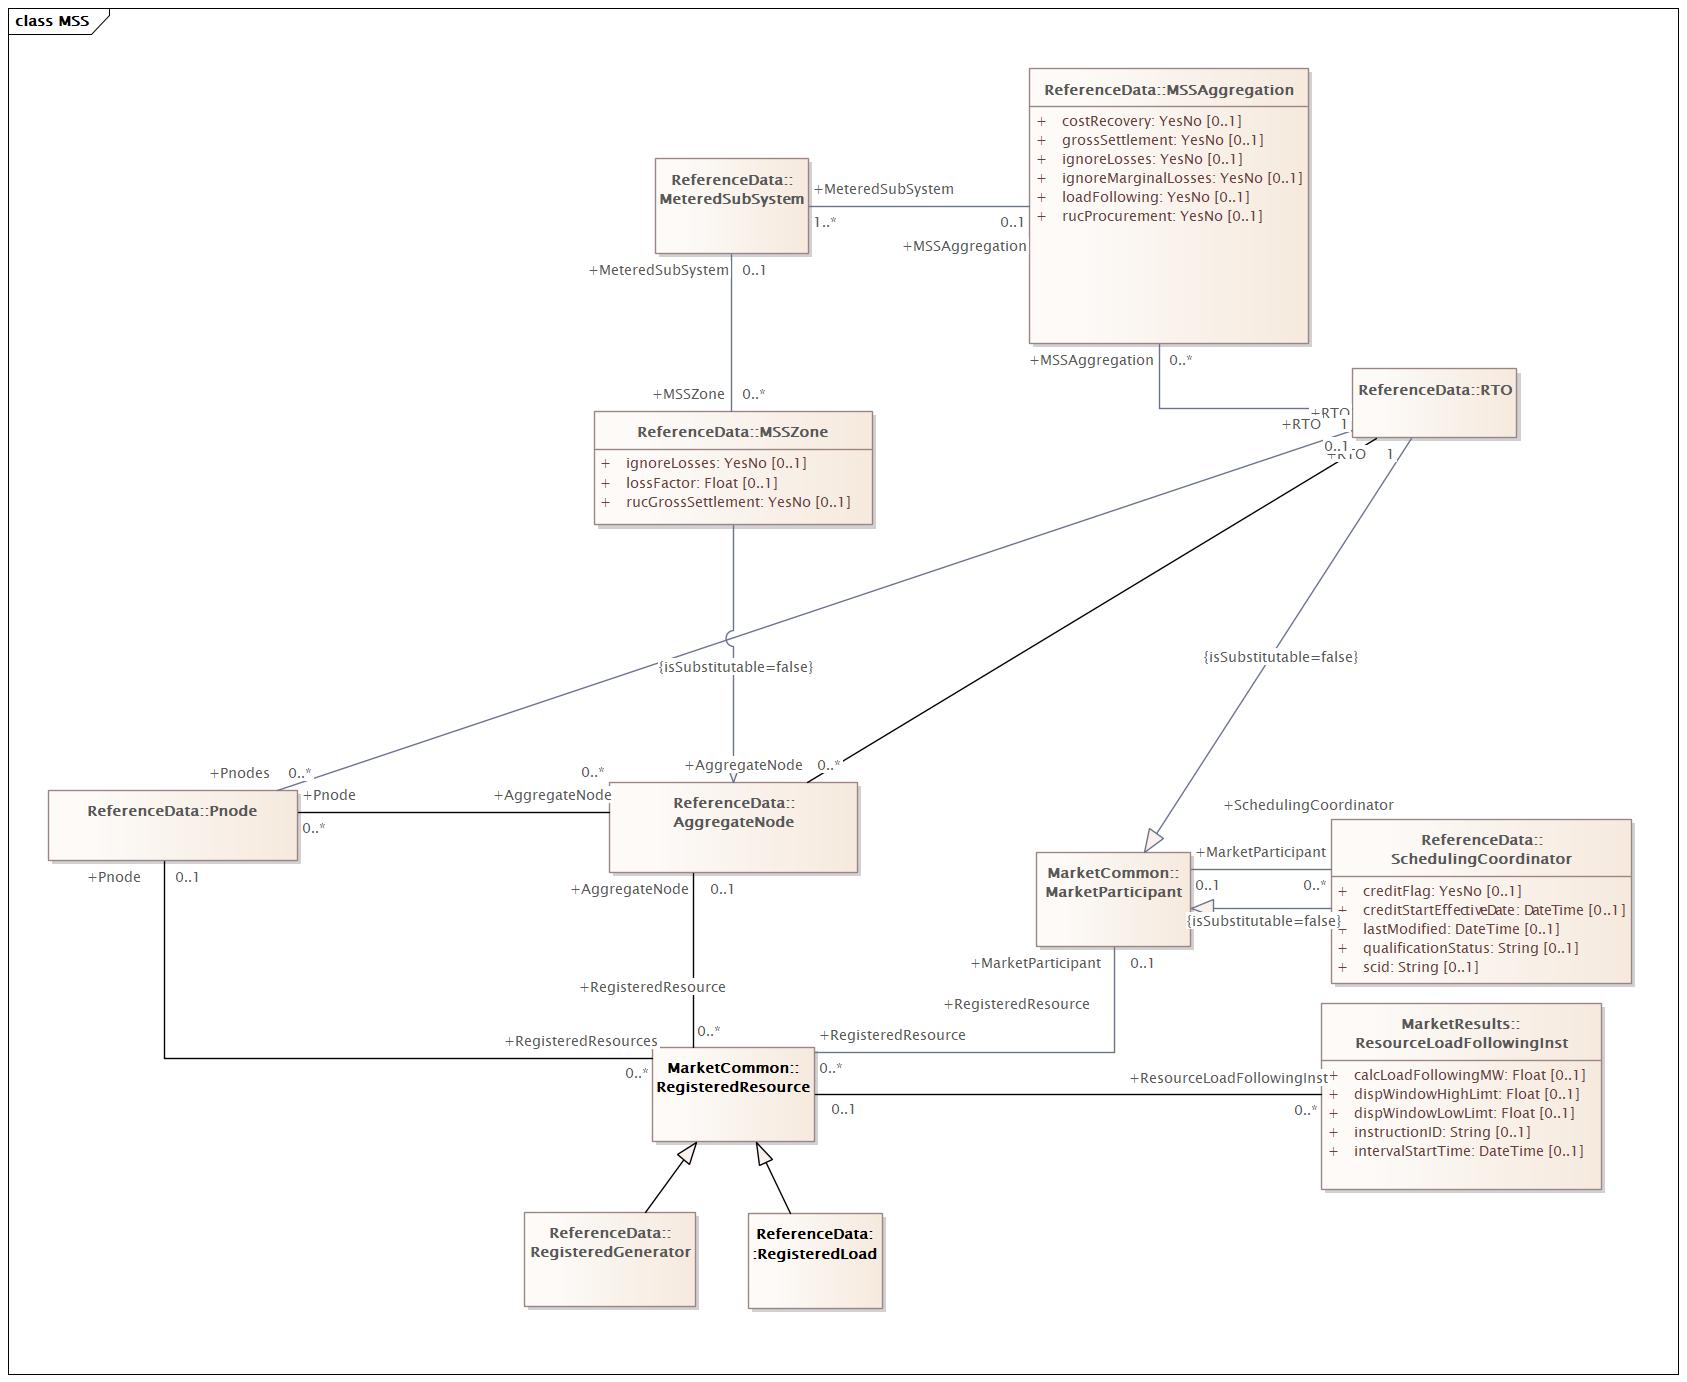 class MSS
ReferenceData::MSSAggregation
+ costRecovery: YesNo [0..1]
+ grossSettlement: YesNo [0..1]
+ ignoreLosses: YesNo [0..1]
+ ignoreMarginalLosses: YesNo [0..1]
+ loadFollowing: YesNo [0..1]
+ rucProcurement: YesNo [0..1]
ReferenceData::
MeteredSubSystem
+MeteredSubSystem
1..*
0..1
+MSSAggregation
+MeteredSubSystem 0..1
+MSSAggregation 0..*
ReferenceData::RTO
+MSSZone 0..*
+RTO
+RTO 1
0..1
+RTO 1
ReferenceData::MSSZone
+ ignoreLosses: YesNo [0..1]
+ lossFactor: Float [0..1]
+ rucGrossSettlement: YesNo [0..1]
{isSubstitutable=false}
{isSubstitutable=false}
+Pnodes 0..*
0..*
+AggregateNode 0..*
+Pnode
+AggregateNode
0..*
ReferenceData::Pnode
ReferenceData::
AggregateNode
+SchedulingCoordinator
ReferenceData::
SchedulingCoordinator
+ creditFlag: YesNo [0..1]
+ creditStartEffectiveDate: DateTime [0..1]
+ lastModified: DateTime [0..1]
+ qualificationStatus: String [0..1]
+ scid: String [0..1]
+MarketParticipant
0..1
0..*
{isSubstitutable=false}
MarketCommon::
MarketParticipant
+Pnode 0..1
+AggregateNode 0..1
+MarketParticipant 0..1
+RegisteredResource
+RegisteredResource
+RegisteredResource
+RegisteredResources
0..*
0..*
0..*
MarketCommon::
RegisteredResource
MarketResults::
ResourceLoadFollowingInst
+ calcLoadFollowingMW: Float [0..1]
+ dispWindowHighLimt: Float [0..1]
+ dispWindowLowLimt: Float [0..1]
+ instructionID: String [0..1]
+ intervalStartTime: DateTime [0..1]
+ResourceLoadFollowingInst
0..1
0..*
ReferenceData::
RegisteredGenerator
ReferenceData:
:RegisteredLoad